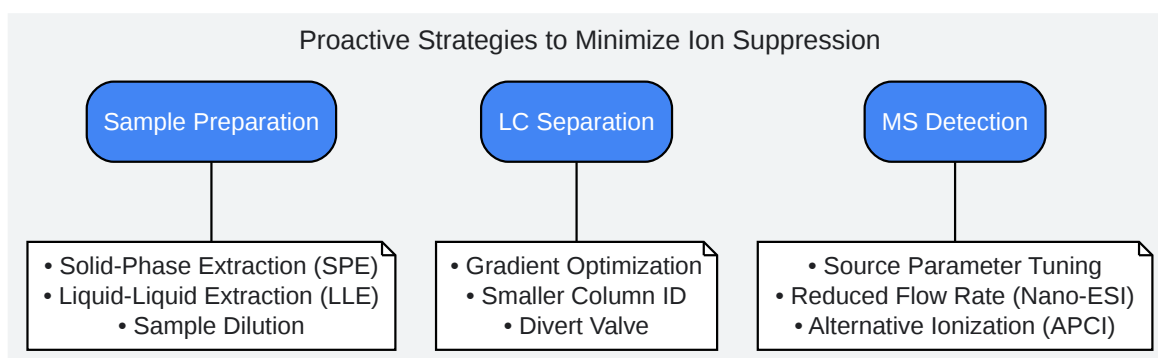 Proactive Strategies to Minimize Ion Suppression
Sample Preparation
LC Separation
MS Detection
• Solid-Phase Extraction (SPE)
• Liquid-Liquid Extraction (LLE)
• Sample Dilution
• Gradient Optimization
• Smaller Column ID
• Divert Valve
• Source Parameter Tuning
• Reduced Flow Rate (Nano-ESI)
• Alternative Ionization (APCI)